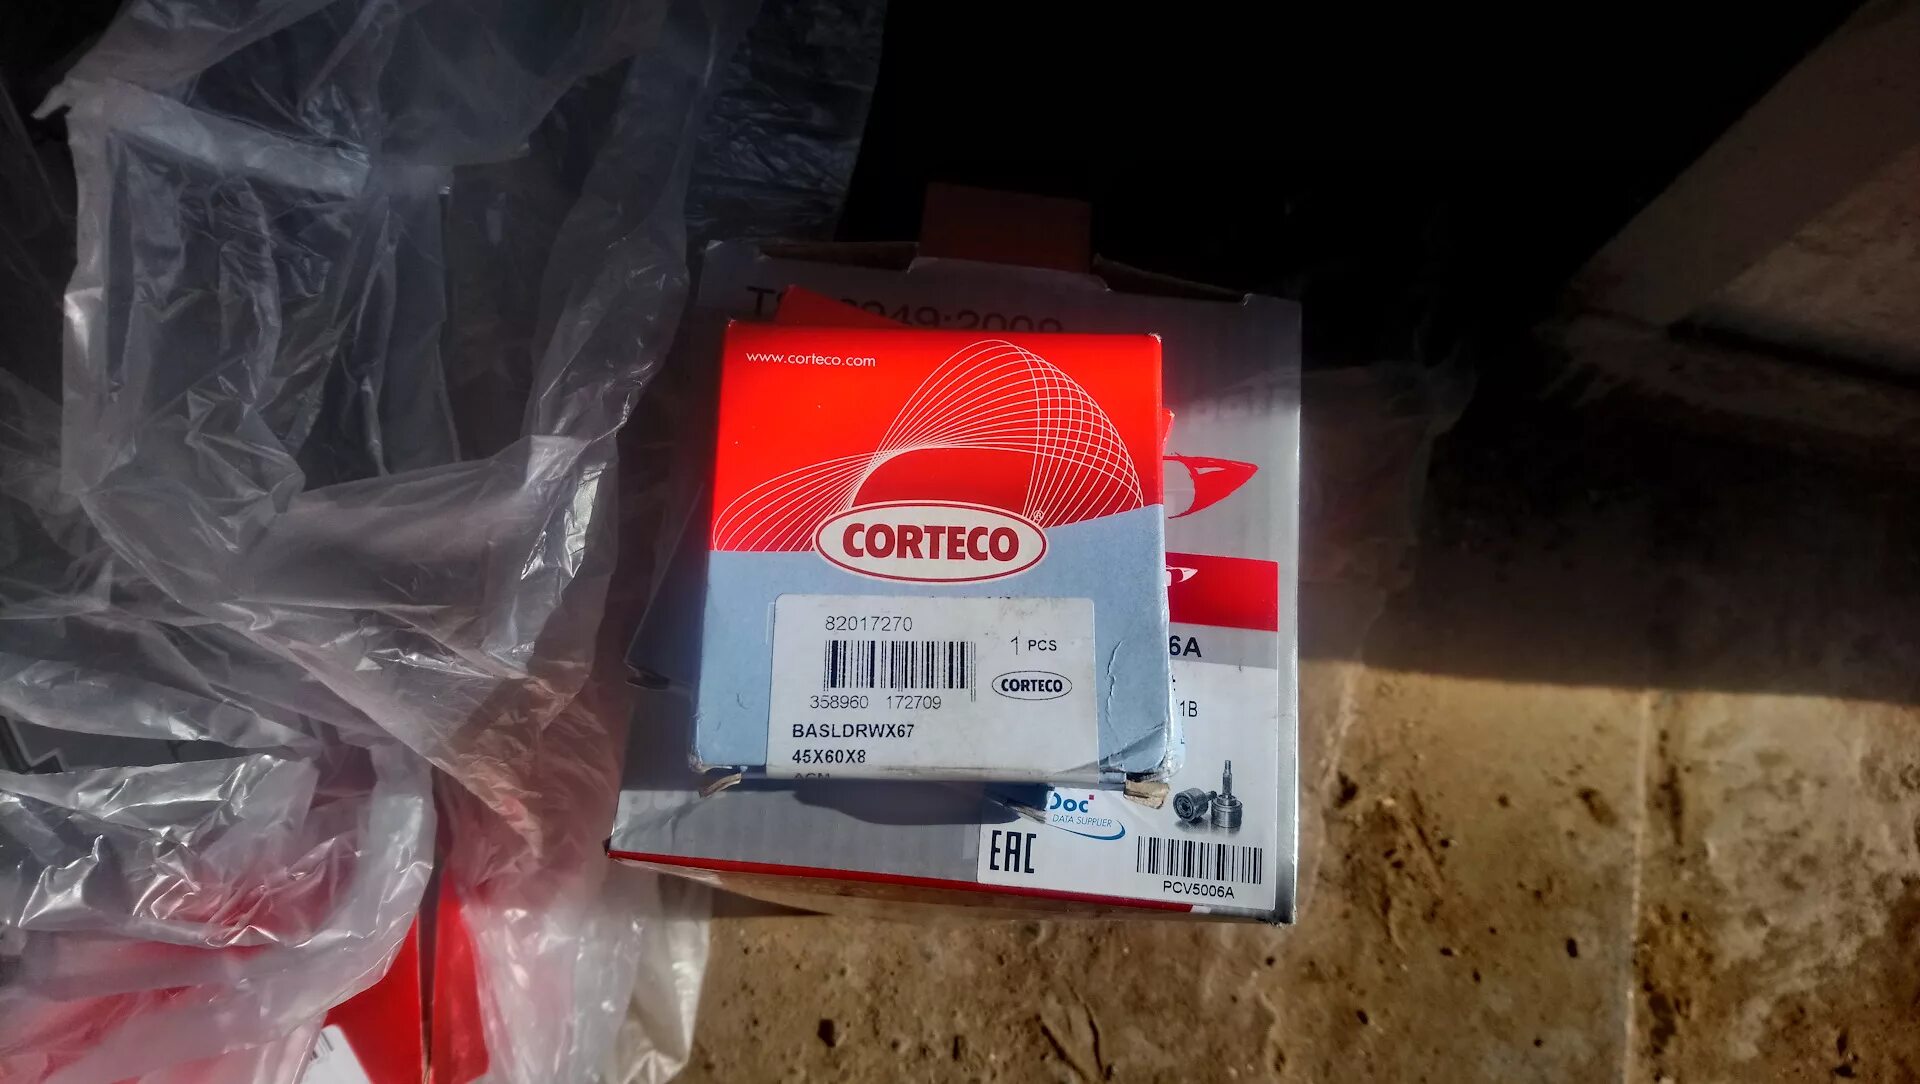 www.corteco.com
CORTECO®
82017270
1 PCS
CORTECO
358960 172709
BASLDRWX67
45X60X8
:2009
6A
1B
Doc
DATA SUPPLIER
EAC
PCV5006A